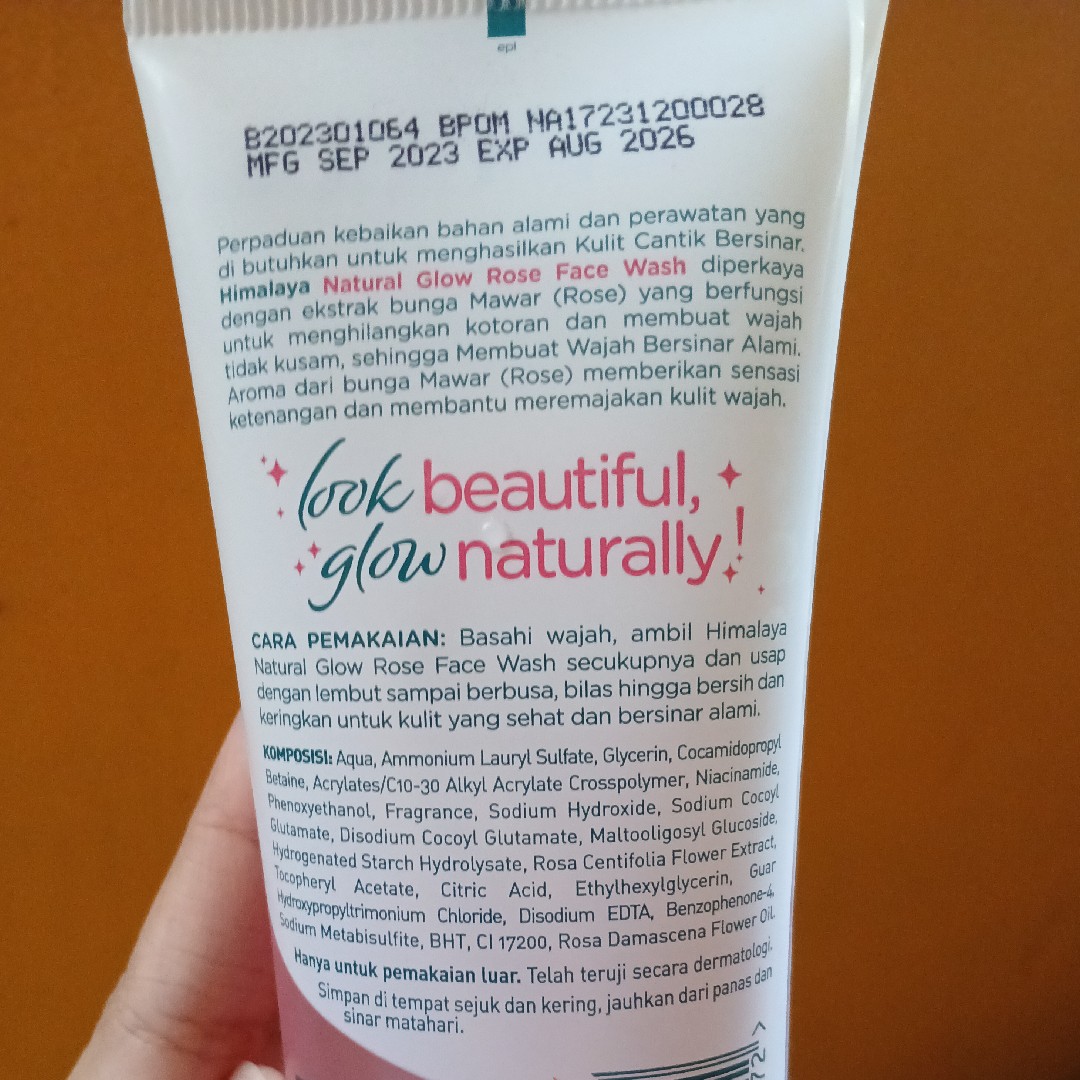 epl
B202301064 BPOM NA17231200028
MFG SEP 2023 EXP AUG 2026
Perpaduan kebaikan bahan alami dan perawatan yang
di butuhkan untuk menghasilkan Kulit Cantik Bersinar.
Himalaya Natural Glow Rose Face Wash diperkaya
dengan ekstrak bunga Mawar (Rose) yang berfungsi
untuk menghilangkan kotoran dan membuat wajah
tidak kusam, sehingga Membuat Wajah Bersinar Alami.
Aroma dari bunga Mawar (Rose) memberikan sensasi
ketenangan dan membantu meremajakan kulit wajah.
look beautiful,
glow naturally!
CARA PEMAKAIAN: Basahi wajah, ambil Himalaya
Natural Glow Rose Face Wash secukupnya dan usap
dengan lembut sampai berbusa, bilas hingga bersih dan
keringkan untuk kulit yang sehat dan bersinar alami.
KOMPOSISI: Aqua, Ammonium Lauryl Sulfate, Glycerin, Cocamidopropyl
Betaine, Acrylates/C10-30 Alkyl Acrylate Crosspolymer, Niacinamide,
Phenoxyethanol, Fragrance, Sodium Hydroxide, Sodium Cocoyl
Glutamate, Disodium Cocoyl Glutamate, Maltooligosyl Glucoside,
Hydrogenated Starch Hydrolysate, Rosa Centifolia Flower Extract,
Tocopheryl Acetate, Citric Acid, Ethylhexylglycerin, Guar
Hydroxypropyltrimonium Chloride, Disodium EDTA, Benzophenone-4,
Sodium Metabisulfite, BHT, CI 17200, Rosa Damascena Flower Oil.
Hanya untuk pemakaian luar. Telah teruji secara dermatologi.
Simpan di tempat sejuk dan kering, jauhkan dari panas dan
sinar matahari.